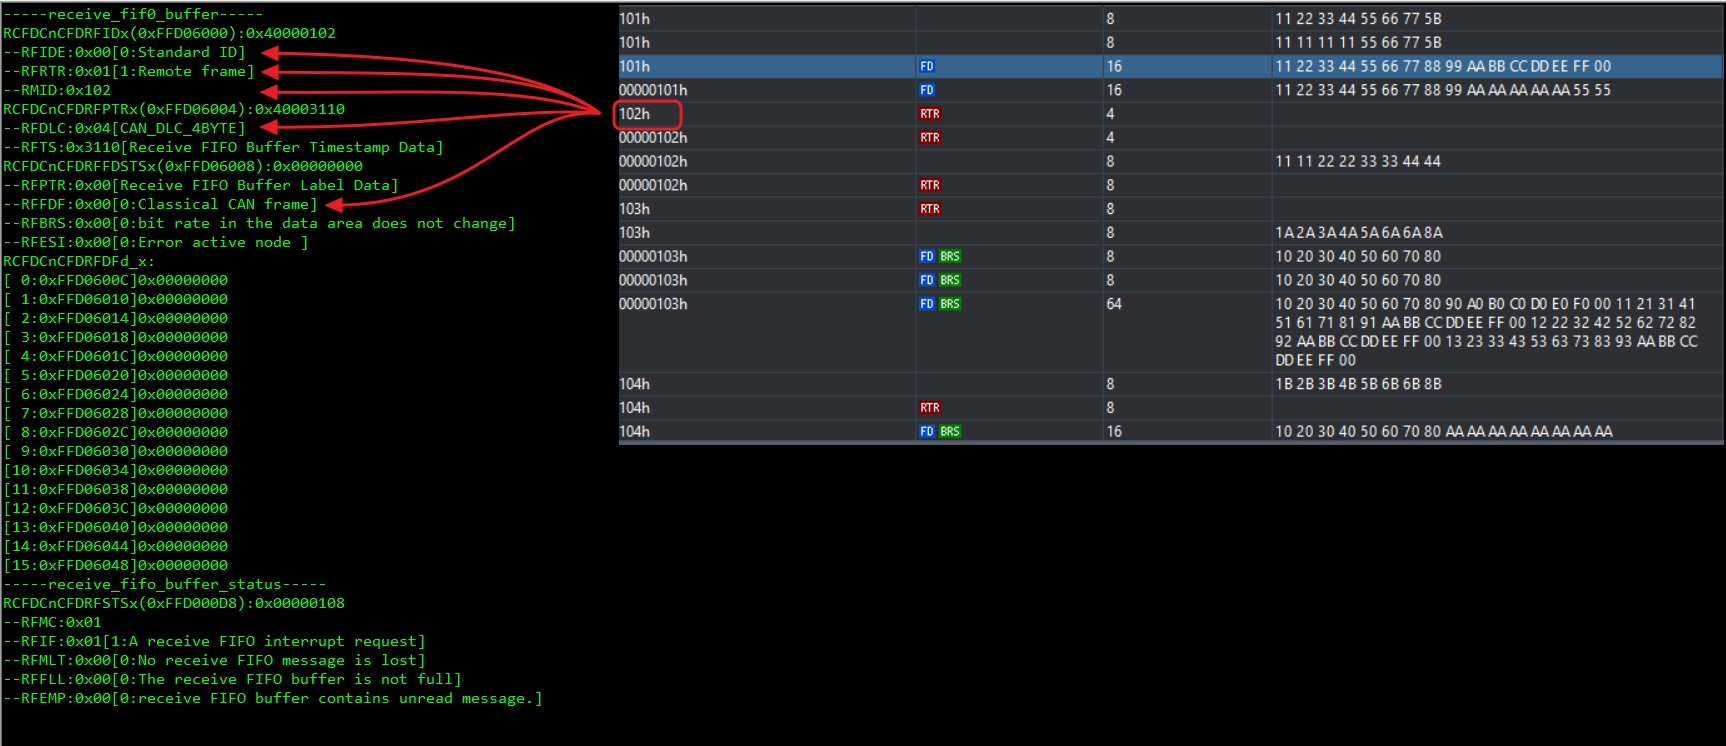 -----receive_fif0_buffer-----
RCFDCnCFDRFIDx(0xFFD06000):0x40000102
--RFIDE:0x00[0:Standard ID]
--RFRTR:0x01[1:Remote frame]
--RMID:0x102
RCFDCnCFDRFPTRx(0xFFD06004):0x40003110
--RFDLC:0x04[CAN_DLC_4BYTE]
--RFTS:0x3110[Receive FIFO Buffer Timestamp Data]
RCFDCnCFDRFFDSTSx(0xFFD06008):0x00000000
--RFPTR:0x00[Receive FIFO Buffer Label Data]
--RFFDF:0x00[0:Classical CAN frame]
--RFBRS:0x00[0:bit rate in the data area does not change]
--RFESI:0x00[0:Error active node ]
RCFDCnCFDRFDFd_x:
[ 0:0xFFD0600C]0x00000000
[ 1:0xFFD06010]0x00000000
[ 2:0xFFD06014]0x00000000
[ 3:0xFFD06018]0x00000000
[ 4:0xFFD0601C]0x00000000
[ 5:0xFFD06020]0x00000000
[ 6:0xFFD06024]0x00000000
[ 7:0xFFD06028]0x00000000
[ 8:0xFFD0602C]0x00000000
[ 9:0xFFD06030]0x00000000
[10:0xFFD06034]0x00000000
[11:0xFFD06038]0x00000000
[12:0xFFD0603C]0x00000000
[13:0xFFD06040]0x00000000
[14:0xFFD06044]0x00000000
[15:0xFFD06048]0x00000000
-----receive_fifo_buffer_status-----
RCFDCnCFDRFSTSx(0xFFD000D8):0x00000108
--RFMC:0x01
--RFIF:0x01[1:A receive FIFO interrupt request]
--RFMLT:0x00[0:No receive FIFO message is lost]
--RFFLL:0x00[0:The receive FIFO buffer is not full]
--RFEMP:0x00[0:receive FIFO buffer contains unread message.]
101h 8 11 22 33 44 55 66 77 5B
101h 8 11 11 11 11 55 66 77 5B
101h FD 16 11 22 33 44 55 66 77 88 99 AA BB CC DD EE FF 00
00000101h FD 16 11 22 33 44 55 66 77 88 99 AA AA AA AA AA 55 55
102h RTR 4
00000102h RTR 4
00000102h 8 11 11 22 22 33 33 44 44
00000102h RTR 8
103h RTR 8
103h 8 1A 2A 3A 4A 5A 6A 6A 8A
00000103h FD BRS 8 10 20 30 40 50 60 70 80
00000103h FD BRS 8 10 20 30 40 50 60 70 80
00000103h FD BRS 64 10 20 30 40 50 60 70 80 90 A0 B0 C0 D0 E0 F0 00 11 21 31 41
51 61 71 81 91 AA BB CC DD EE FF 00 12 22 32 42 52 62 72 82
92 AA BB CC DD EE FF 00 13 23 33 43 53 63 73 83 93 AA BB CC
DD EE FF 00
104h 8 1B 2B 3B 4B 5B 6B 6B 8B
104h RTR 8
104h FD BRS 16 10 20 30 40 50 60 70 80 AA AA AA AA AA AA AA AA